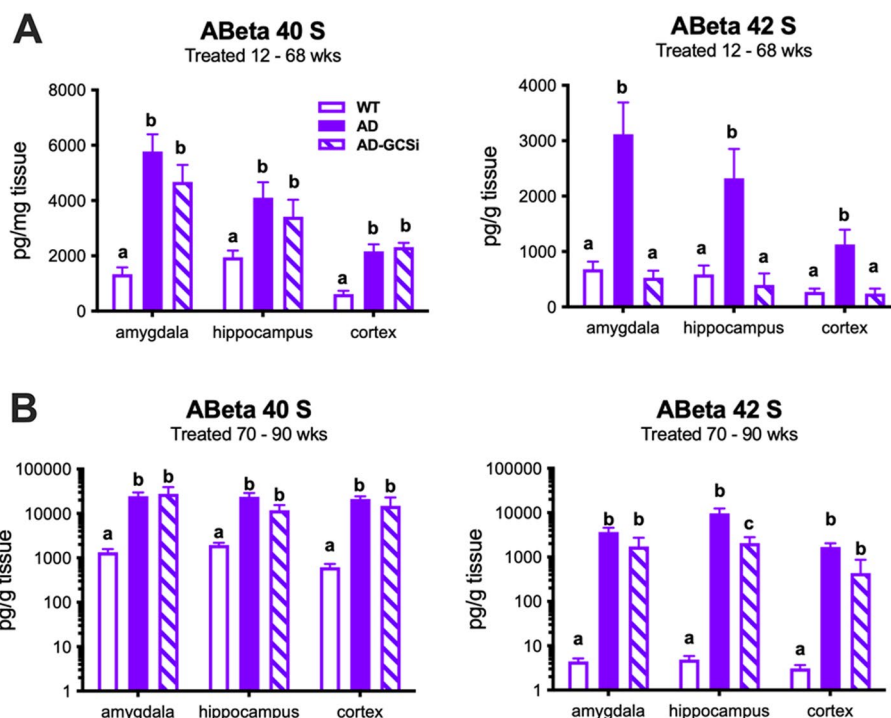 A
ABeta 40 S
Treated 12 - 68 wks
8000
6000
4000
2000
0
pg/mg tissue
WT
AD
AD-GCSi
a b b
a b b
a b b
amygdala hippocampus cortex
ABeta 42 S
Treated 12 - 68 wks
4000
3000
2000
1000
0
pg/g tissue
a b a
a b a
a b a
amygdala hippocampus cortex
B
ABeta 40 S
Treated 70 - 90 wks
100000
10000
1000
100
10
1
pg/g tissue
a b b
a b b
a b b
amygdala hippocampus cortex
ABeta 42 S
Treated 70 - 90 wks
100000
10000
1000
100
10
1
pg/g tissue
a b b
a b c
a b b
amygdala hippocampus cortex